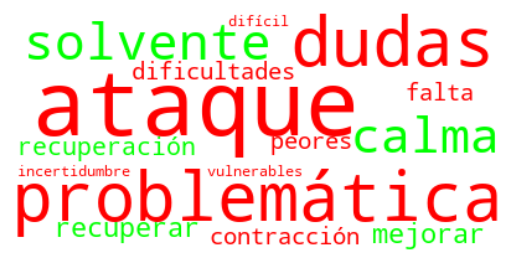 difícil
solvente dudas
dificultades
ataque falta
peores calma
recuperación
incertidumbre vulnerables
problemática
recuperar contracción mejorar